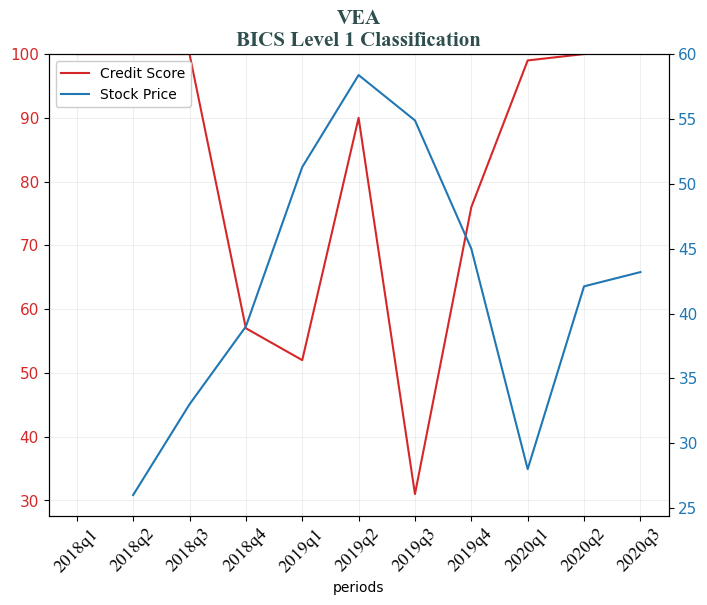 VEA
BICS Level 1 Classification
Credit Score
Stock Price
100
90
80
70
60
50
40
30
60
55
50
45
40
35
30
25
2018q1
2018q2
2018q3
2018q4
2019q1
2019q2
2019q3
2019q4
2020q1
2020q2
2020q3
periods